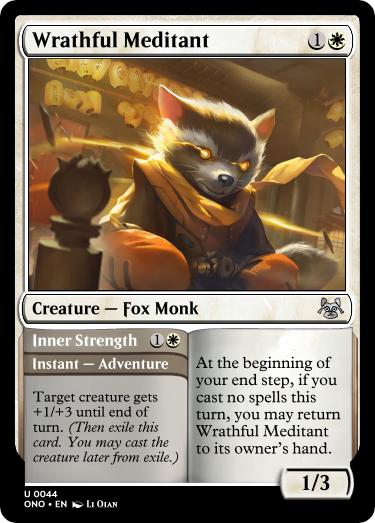 Wrathful Meditant 1
Creature — Fox Monk
Inner Strength 1
Instant — Adventure
Target creature gets
+1/+3 until end of
turn. (Then exile this
card. You may cast the
creature later from exile.)
At the beginning of
your end step, if you
cast no spells this
turn, you may return
Wrathful Meditant
to its owner's hand.
1/3
U 0044
ONO • EN Li Qian